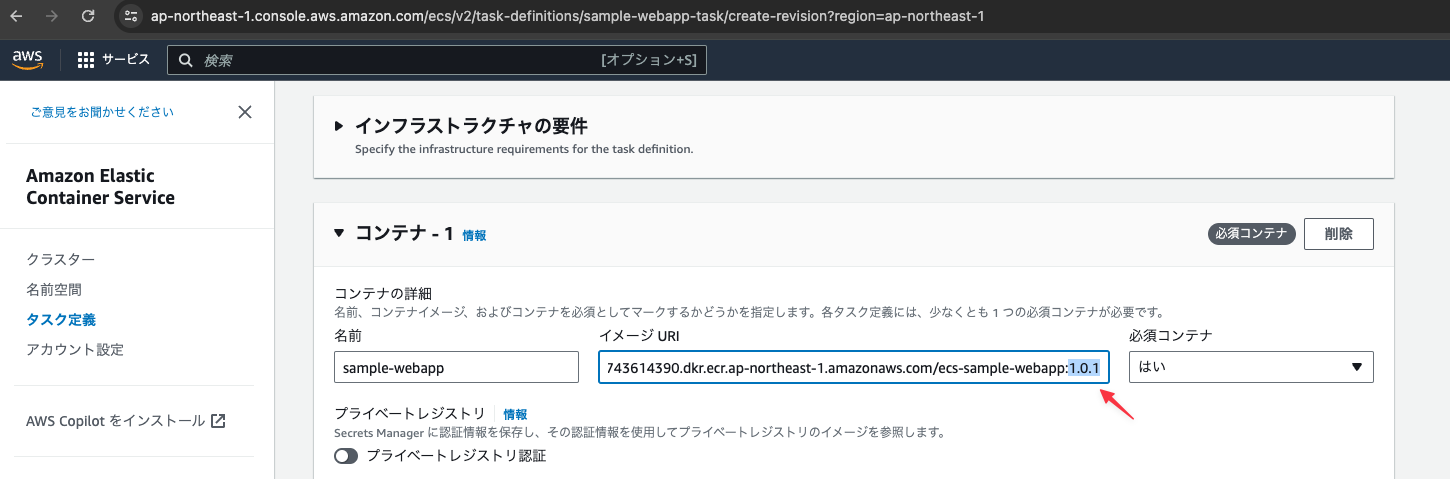 ap-northeast-1.console.aws.amazon.com/ecs/v2/task-definitions/sample-webapp-task/create-revision?region=ap-northeast-1
aws サービス 検索 [オプション+S]
ご意見をお聞かせください
Amazon Elastic
Container Service
クラスター
名前空間
タスク定義
アカウント設定
AWS Copilot をインストール
インフラストラクチャの要件
Specify the infrastructure requirements for the task definition.
コンテナ - 1 情報 必須コンテナ 削除
コンテナの詳細
名前、コンテナイメージ、およびコンテナを必須としてマークするかどうかを指定します。各タスク定義には、少なくとも 1 つの必須コンテナが必要です。
名前 イメージ URI 必須コンテナ
sample-webapp 743614390.dkr.ecr.ap-northeast-1.amazonaws.com/ecs-sample-webapp:1.0.1 はい
プライベートレジストリ 情報
Secrets Manager に認証情報を保存し、その認証情報を使用してプライベートレジストリのイメージを参照します。
プライベートレジストリ認証